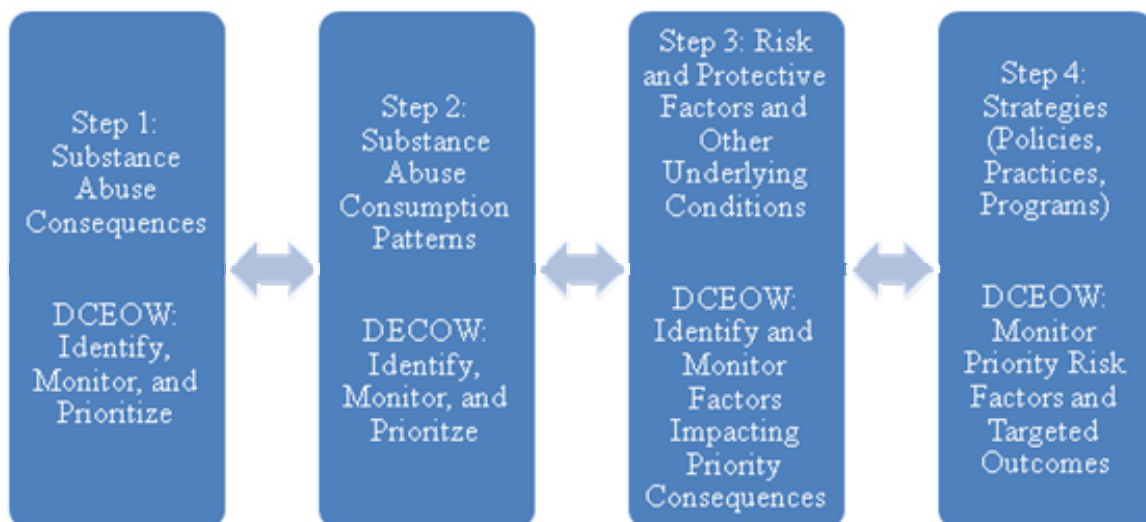 Step 1:
Substance
Abuse
Consequences
DCEOW:
Identify,
Monitor, and
Prioritize
Step 2:
Substance
Abuse
Consumption
Patterns
DECOW:
Identify,
Monitor, and
Prioritze
Step 3: Risk
and Protective
Factors and
Other
Underlying
Conditions
DCEOW:
Identify and
Monitor
Factors
Impacting
Priority
Consequences
Step 4:
Strategies
(Policies,
Practices,
Programs)
DCEOW:
Monitor
Priority Risk
Factors and
Targeted
Outcomes